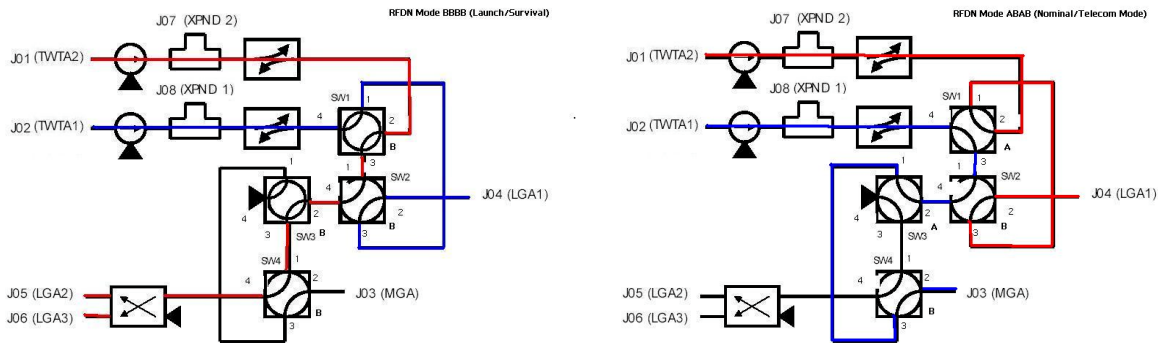 RFDN Mode BBBB (Launch/Survival)
J07 (XPND 2)
J01 (TWTA2)
J08 (XPND 1)
SW1
1
J02 (TWTA1)
4
2
B
3
1
1
4
SW2
J04 (LGA1)
4
2
2
B
3
SW3
B
3
SW4
1
4
2
J05 (LGA2)
J03 (MGA)
J06 (LGA3)
B
3
RFDN Mode ABAB (Nominal/Telecom Mode)
J07 (XPND 2)
J01 (TWTA2)
J08 (XPND 1)
SW1
1
J02 (TWTA1)
4
2
A
3
1
1
4
SW2
J04 (LGA1)
4
2
2
A
3
SW3
B
3
SW4
1
4
2
J05 (LGA2)
J03 (MGA)
J06 (LGA3)
B
3